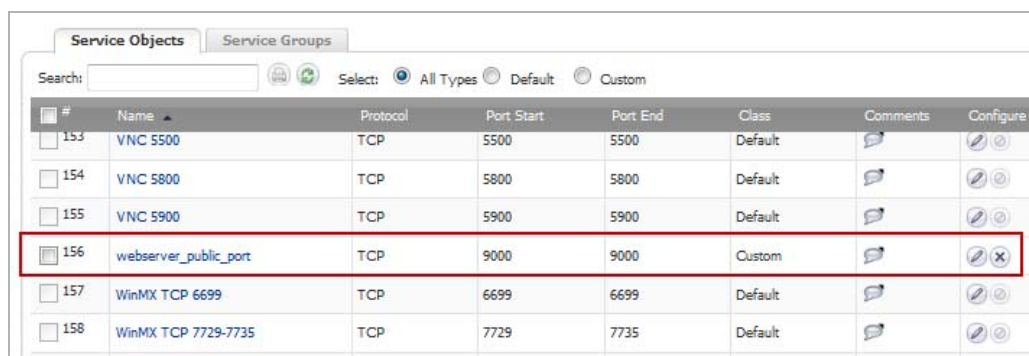 Service Objects Service Groups
Search: Select: All Types Default Custom
# Name Protocol Port Start Port End Class Comments Configure
153 VNC 5500 TCP 5500 5500 Default
154 VNC 5800 TCP 5800 5800 Default
155 VNC 5900 TCP 5900 5900 Default
156 webserver_public_port TCP 9000 9000 Custom
157 WinMX TCP 6699 TCP 6699 6699 Default
158 WinMX TCP 7729-7735 TCP 7729 7735 Default